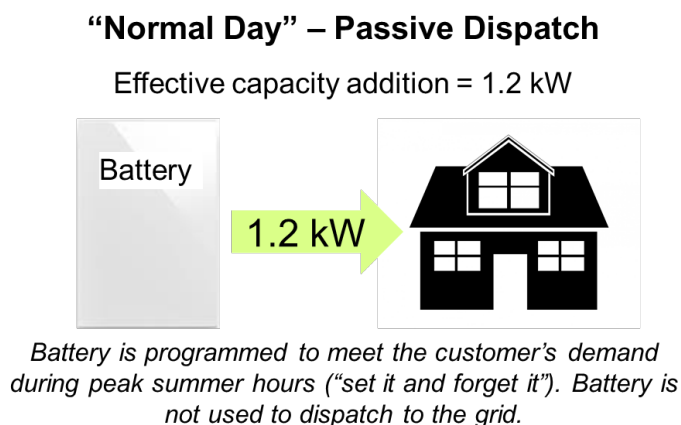 “Normal Day” – Passive Dispatch
Effective capacity addition = 1.2 kW
Battery
1.2 kW
Battery is programmed to meet the customer’s demand
during peak summer hours (“set it and forget it”). Battery is
not used to dispatch to the grid.